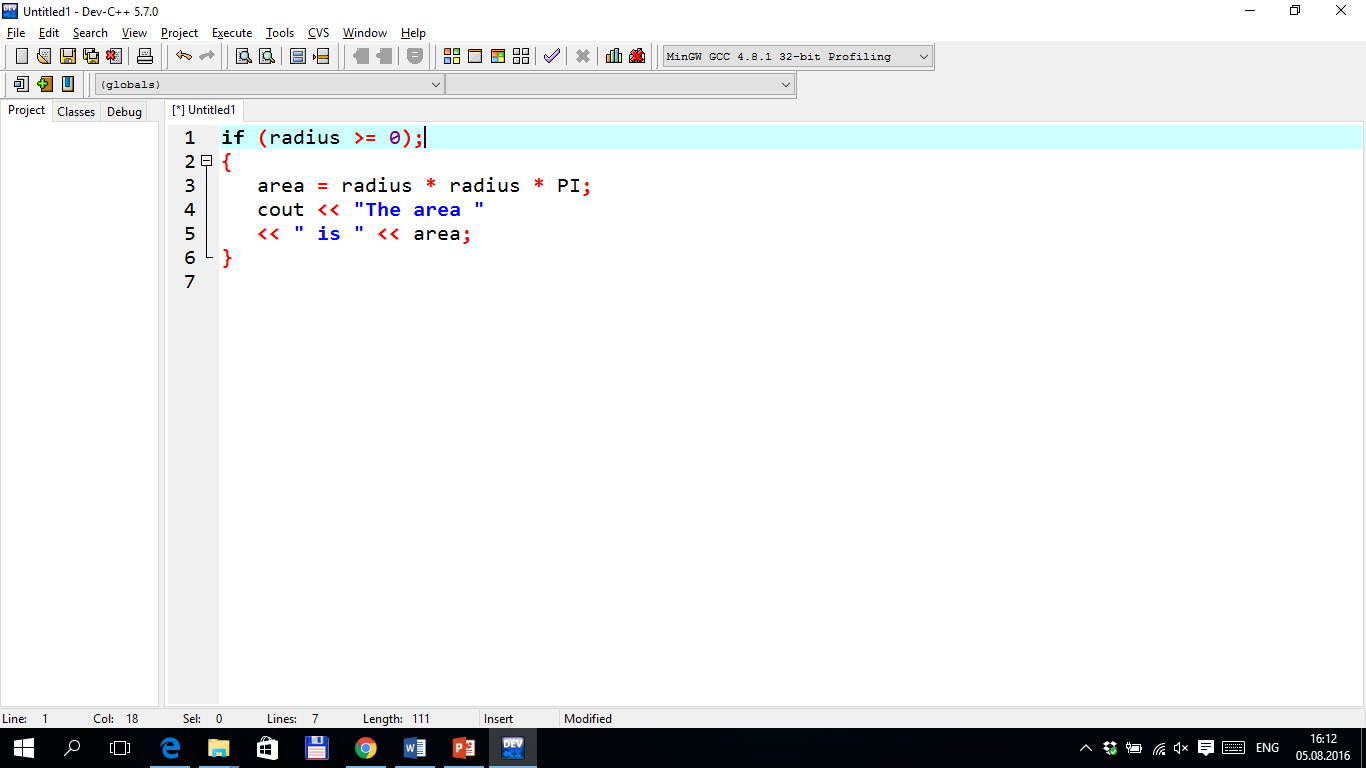 Untitled1 - Dev-C++ 5.7.0
File Edit Search View Project Execute Tools CVS Window Help
MinGW GCC 4.8.1 32-bit Profiling
(globals)
Project Classes Debug
[*] Untitled1
1 if (radius >= 0);
2 {
3 area = radius * radius * PI;
4 cout << "The area "
5 << " is " << area;
6 }
7
Line: 1 Col: 18 Sel: 0 Lines: 7 Length: 111 Insert Modified
DEV
ENG
16:12
05.08.2016